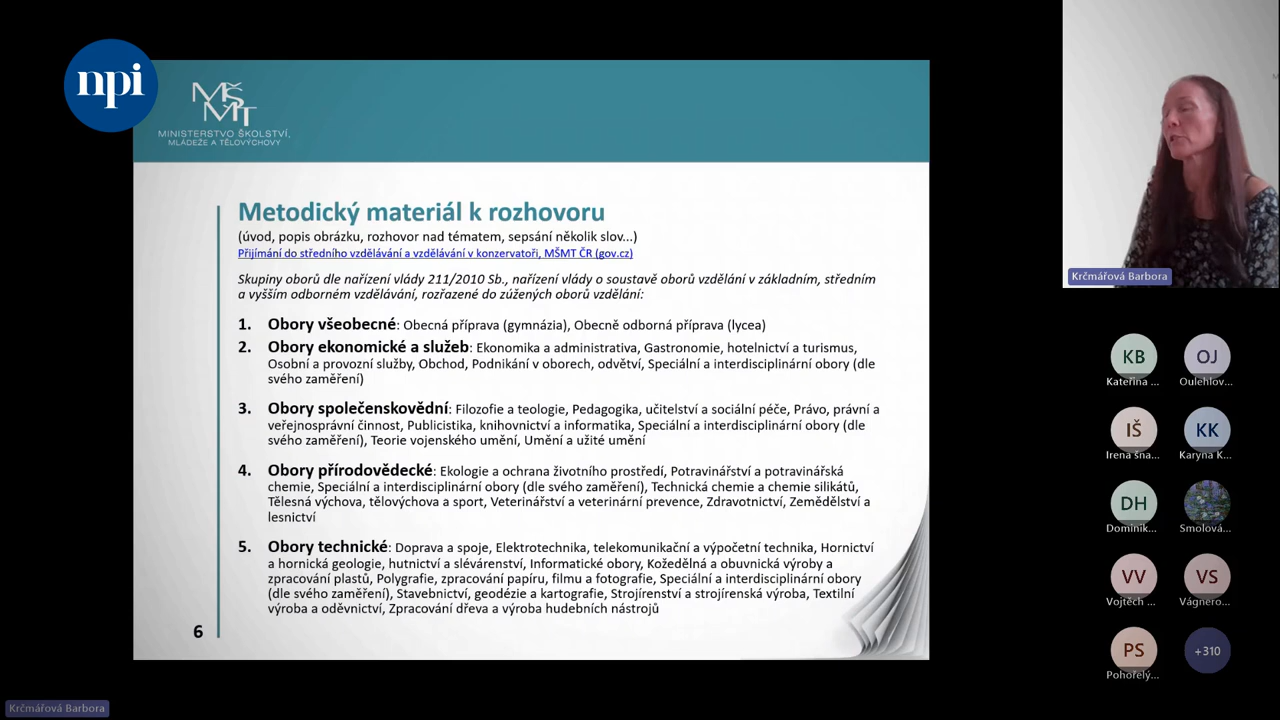 npi
MŠMT
MINISTERSTVO ŠKOLSTVÍ,
MLÁDEŽE A TĚLOVÝCHOVY
Metodický materiál k rozhovoru
(úvod, popis obrázku, rozhovor nad tématem, sepsání několik slov...)
Přijímání do středního vzdělávání a vzdělávání v konzervatoři, MŠMT ČR (gov.cz)
Skupiny oborů dle nařízení vlády 211/2010 Sb., nařízení vlády o soustavě oborů vzdělání v základním, středním
a vyšším odborném vzdělávání, rozřazené do zúžených oborů vzdělání:
1. Obory všeobecné: Obecná příprava (gymnázia), Obecně odborná příprava (lycea)
2. Obory ekonomické a služeb: Ekonomika a administrativa, Gastronomie, hotelnictví a turismus,
Osobní a provozní služby, Obchod, Podnikání v oborech, odvětví, Speciální a interdisciplinární obory (dle
svého zaměření)
3. Obory společenskovědní: Filozofie a teologie, Pedagogika, učitelství a sociální péče, Právo, právní a
veřejnosprávní činnost, Publicistika, knihovnictví a informatika, Speciální a interdisciplinární obory (dle
svého zaměření), Teorie vojenského umění, Umění a užité umění
4. Obory přírodovědecké: Ekologie a ochrana životního prostředí, Potravinářství a potravinářská
chemie, Speciální a interdisciplinární obory (dle svého zaměření), Technická chemie a chemie silikátů,
Tělesná výchova, tělovýchova a sport, Veterinářství a veterinární prevence, Zdravotnictví, Zemědělství a
lesnictví
5. Obory technické: Doprava a spoje, Elektrotechnika, telekomunikační a výpočetní technika, Hornictví
a hornická geologie, hutnictví a slévárenství, Informatické obory, Kožedělná a obuvnická výroby a
zpracování plastů, Polygrafie, zpracování papíru, filmu a fotografie, Speciální a interdisciplinární obory
(dle svého zaměření), Stavebnictví, geodézie a kartografie, Strojírenství a strojírenská výroba, Textilní
výroba a oděvnictví, Zpracování dřeva a výroba hudebních nástrojů
6
Krčmářová Barbora
KB OJ
Kateřina ... Oulehlov...
IŠ KK
Irena šna... Karyna K...
DH
Dominik... Smolová...
VV VS
Vojtěch ... Vágnero...
PS +310
Pohořelý...
Krčmářová Barbora